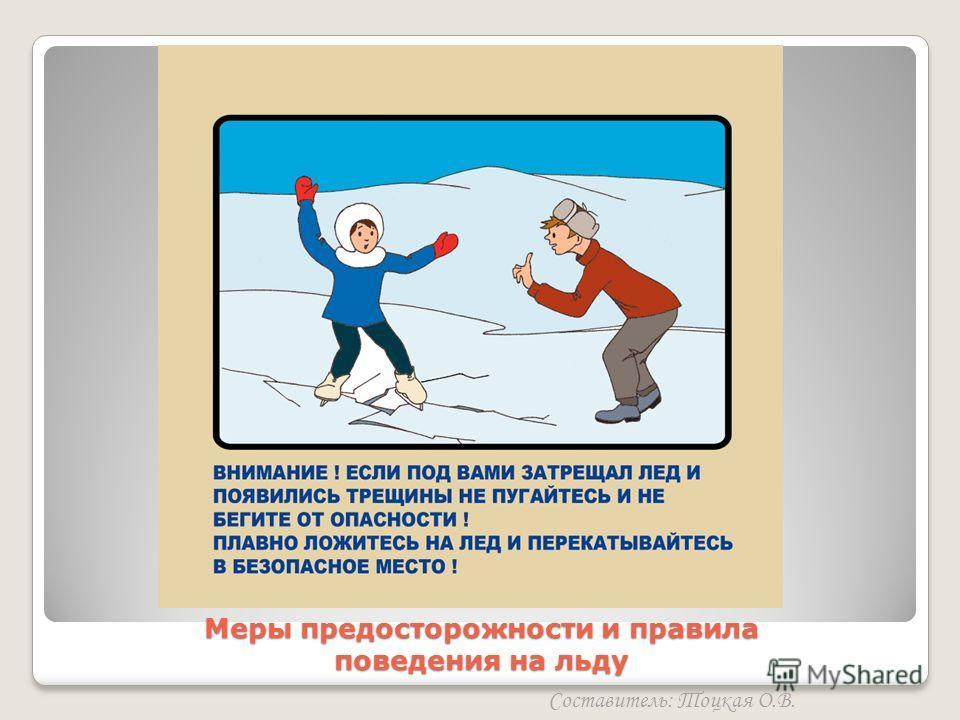 ВНИМАНИЕ ! ЕСЛИ ПОД ВАМИ ЗАТРЕЩАЛ ЛЕД И
ПОЯВИЛИСЬ ТРЕЩИНЫ НЕ ПУГАЙТЕСЬ И НЕ
БЕГИТЕ ОТ ОПАСНОСТИ !
ПЛАВНО ЛОЖИТЕСЬ НА ЛЕД И ПЕРЕКАТЫВАЙТЕСЬ
В БЕЗОПАСНОЕ МЕСТО !
Меры предосторожности и правила
поведения на льду
MyShared
Составитель: Тоцкая О.В.